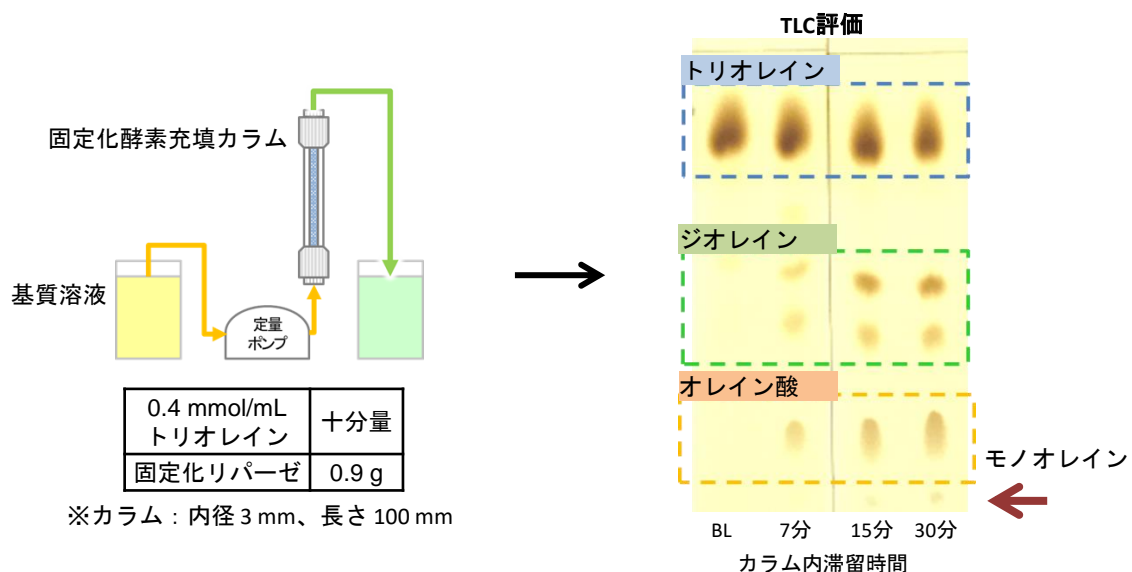 固定化酵素充填カラム
基質溶液
定量
ポンプ
0.4 mmol/mL
トリオレイン
十分量
固定化リパーゼ
0.9 g
※カラム：内径 3 mm、長さ 100 mm
TLC評価
トリオレイン
ジオレイン
オレイン酸
モノオレイン
BL
7分
15分
30分
カラム内滞留時間